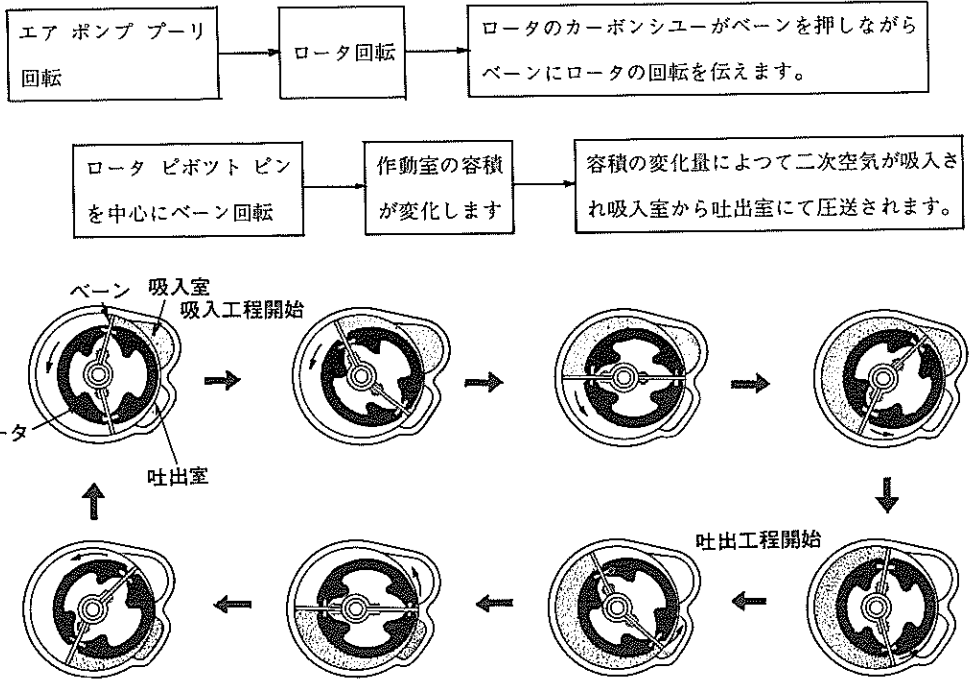 エア ポンプ プーリ
回転
ロータ回転
ロータのカーボンシユーがベーンを押しながら
ベーンにロータの回転を伝えます。
ロータ ピボツト ピン
を中心にベーン回転
作動室の容積
が変化します
容積の変化量によつて二次空気が吸入さ
れ吸入室から吐出室にて圧送されます。
ベーン
吸入室
吸入工程開始
ータ
吐出室
吐出工程開始